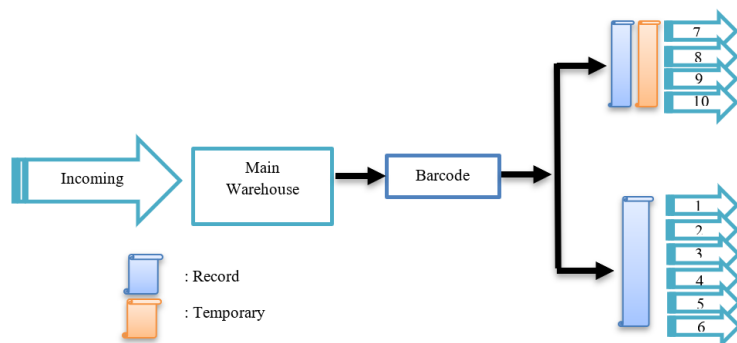 7
8
9
10
Incoming
Main
Warehouse
Barcode
1
2
3
4
5
6
: Record
: Temporary